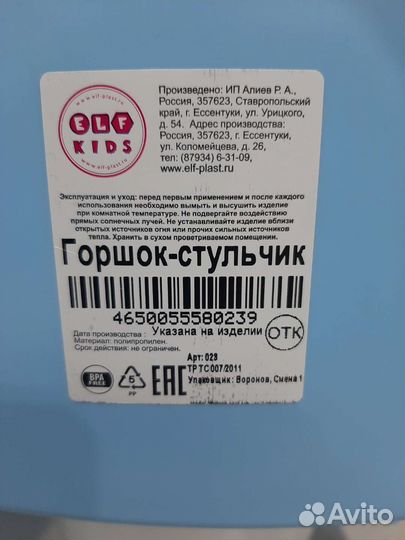 Произведено: ИП Алиев Р. А.,
Россия, 357623, Ставропольский
край, г. Ессентуки, ул. Урицкого,
д. 54. Адрес производства:
Россия, 357623, г. Ессентуки,
ул. Коломейцева, д. 26,
тел: (87934) 6-31-09,
www.elf-plast.ru
www.elf-plast.ru
ELF
KIDS
Эксплуатация и уход: перед первым применением и после каждого
использования необходимо вымыть и высушить изделие
при комнатной температуре. Не подвергайте воздействию
прямых солнечных лучей. Не устанавливайте изделие вблизи
открытых источников огня или прочих сильных источников
тепла. Хранить в сухом проветриваемом помещении.
Горшок-стульчик
4650055580239
Дата производства: Указана на изделии
Материал: полипропилен.
Срок действия: не ограничен.
ОТК
Арт: 023
ТР ТС 007/2011
Упаковщик: Воронов, Смена 1
BPA
FREE
5
PP
ЕАС
Avito